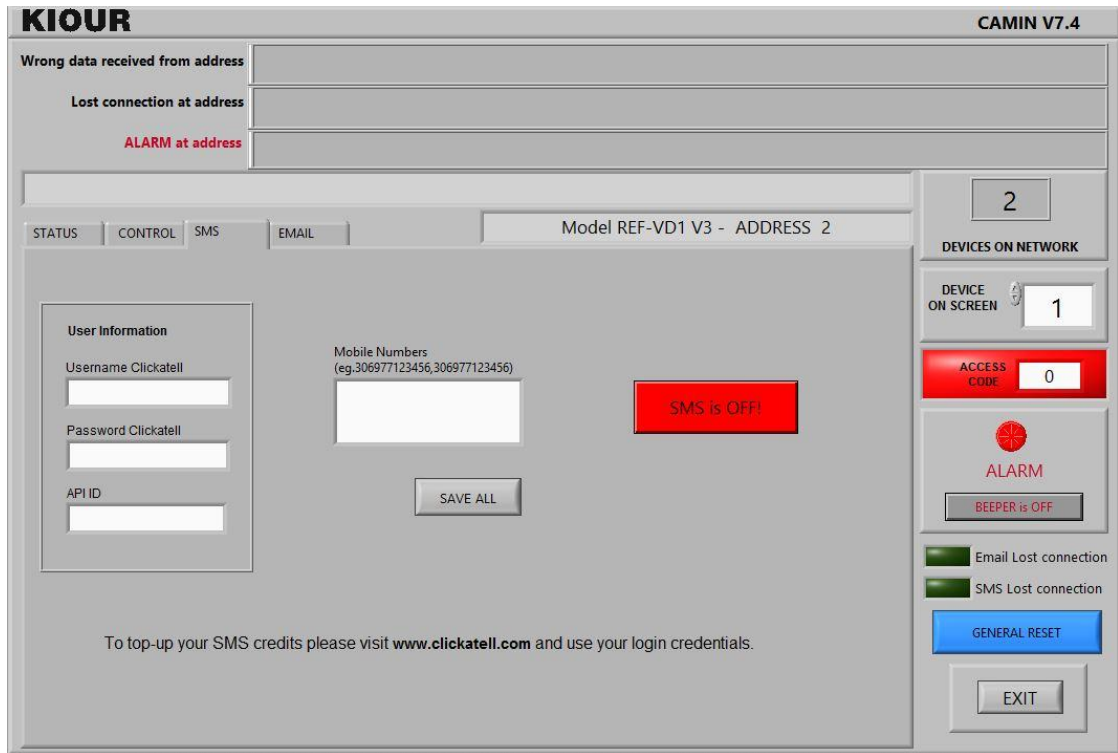 KIOUR
CAMIN V7.4
Wrong data received from address
Lost connection at address
ALARM at address
STATUS
CONTROL
SMS
EMAIL
Model REF-VD1 V3 - ADDRESS 2
2
DEVICES ON NETWORK
User Information
Username Clickatell
Password Clickatell
API ID
Mobile Numbers
(eg.306977123456,306977123456)
SAVE ALL
SMS is OFF!
DEVICE
ON SCREEN
1
ACCESS
CODE
0
ALARM
BEEPER is OFF
Email Lost connection
SMS Lost connection
GENERAL RESET
EXIT
To top-up your SMS credits please visit www.clickatell.com and use your login credentials.